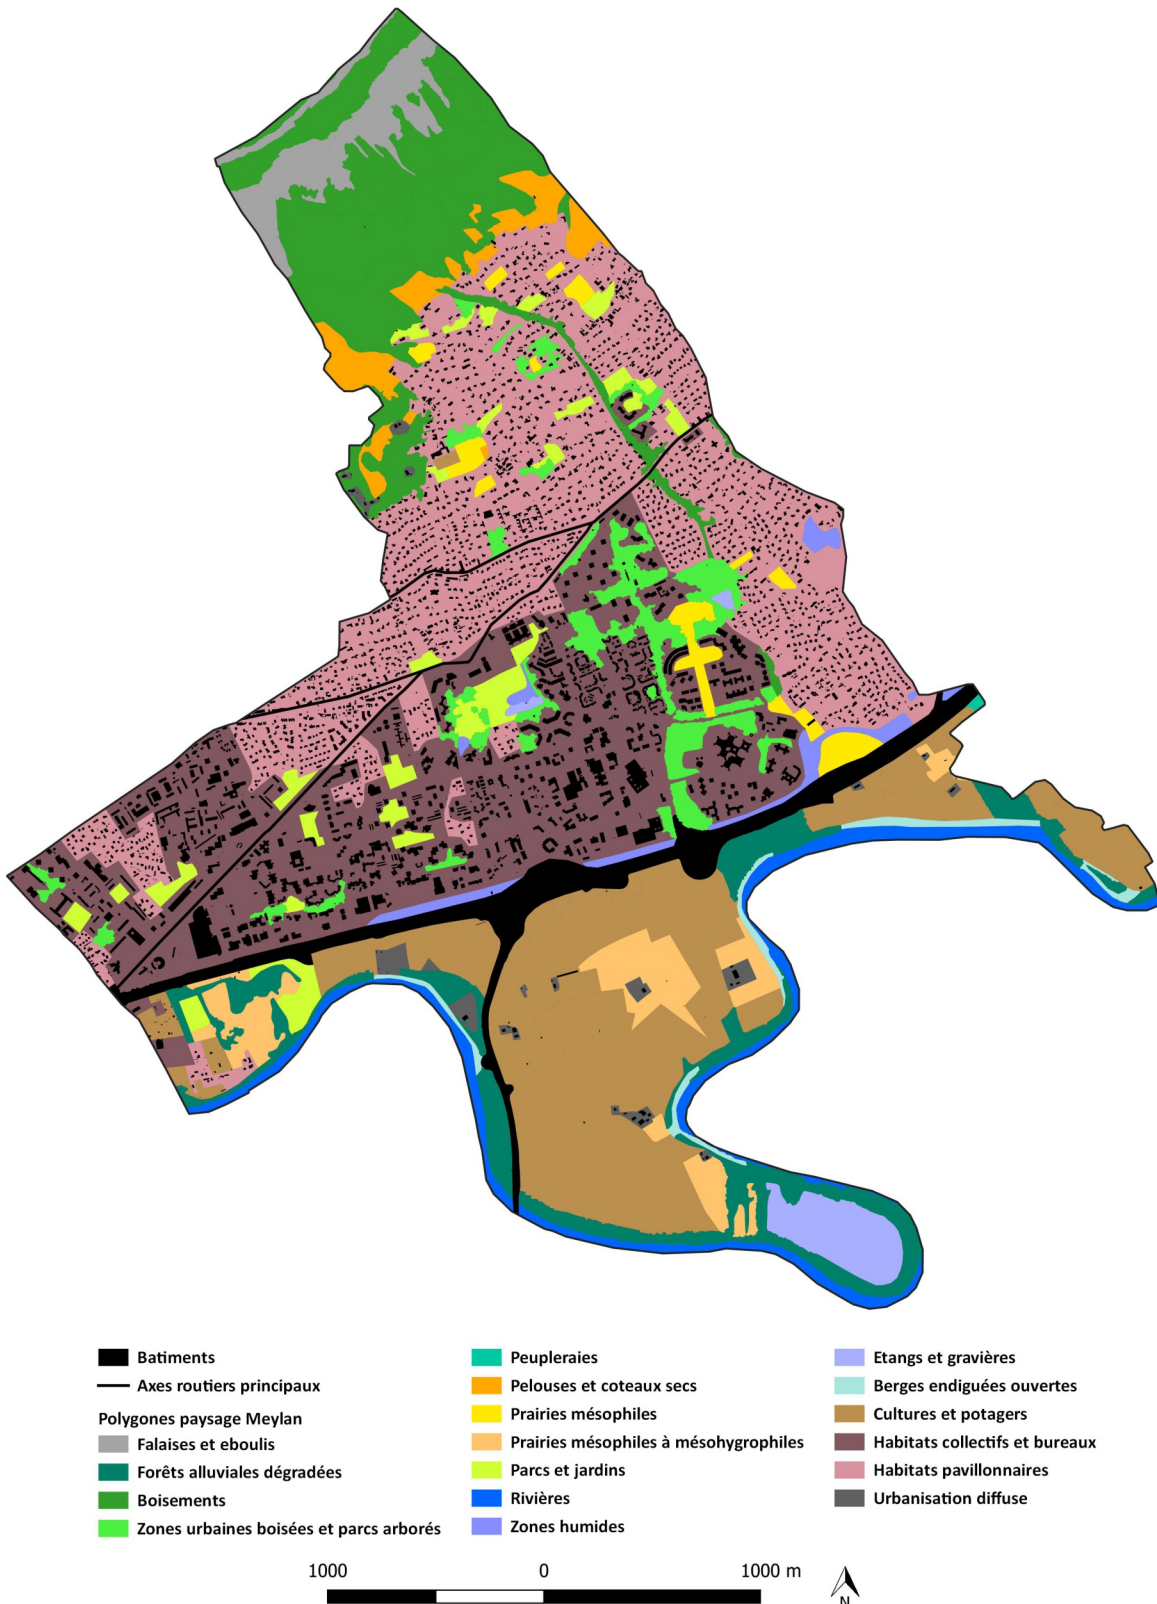 Batiments
Axes routiers principaux
Polygones paysage Meylan
Falaises et eboulis
Forêts alluviales dégradées
Boisements
Zones urbaines boisées et parcs arborés
Peupleraies
Pelouses et coteaux secs
Prairies mésophiles
Prairies mésophiles à mésohygrophiles
Parcs et jardins
Rivières
Zones humides
Etangs et gravières
Berges endiguées ouvertes
Cultures et potagers
Habitats collectifs et bureaux
Habitats pavillonnaires
Urbanisation diffuse
1000 0 1000 m
N